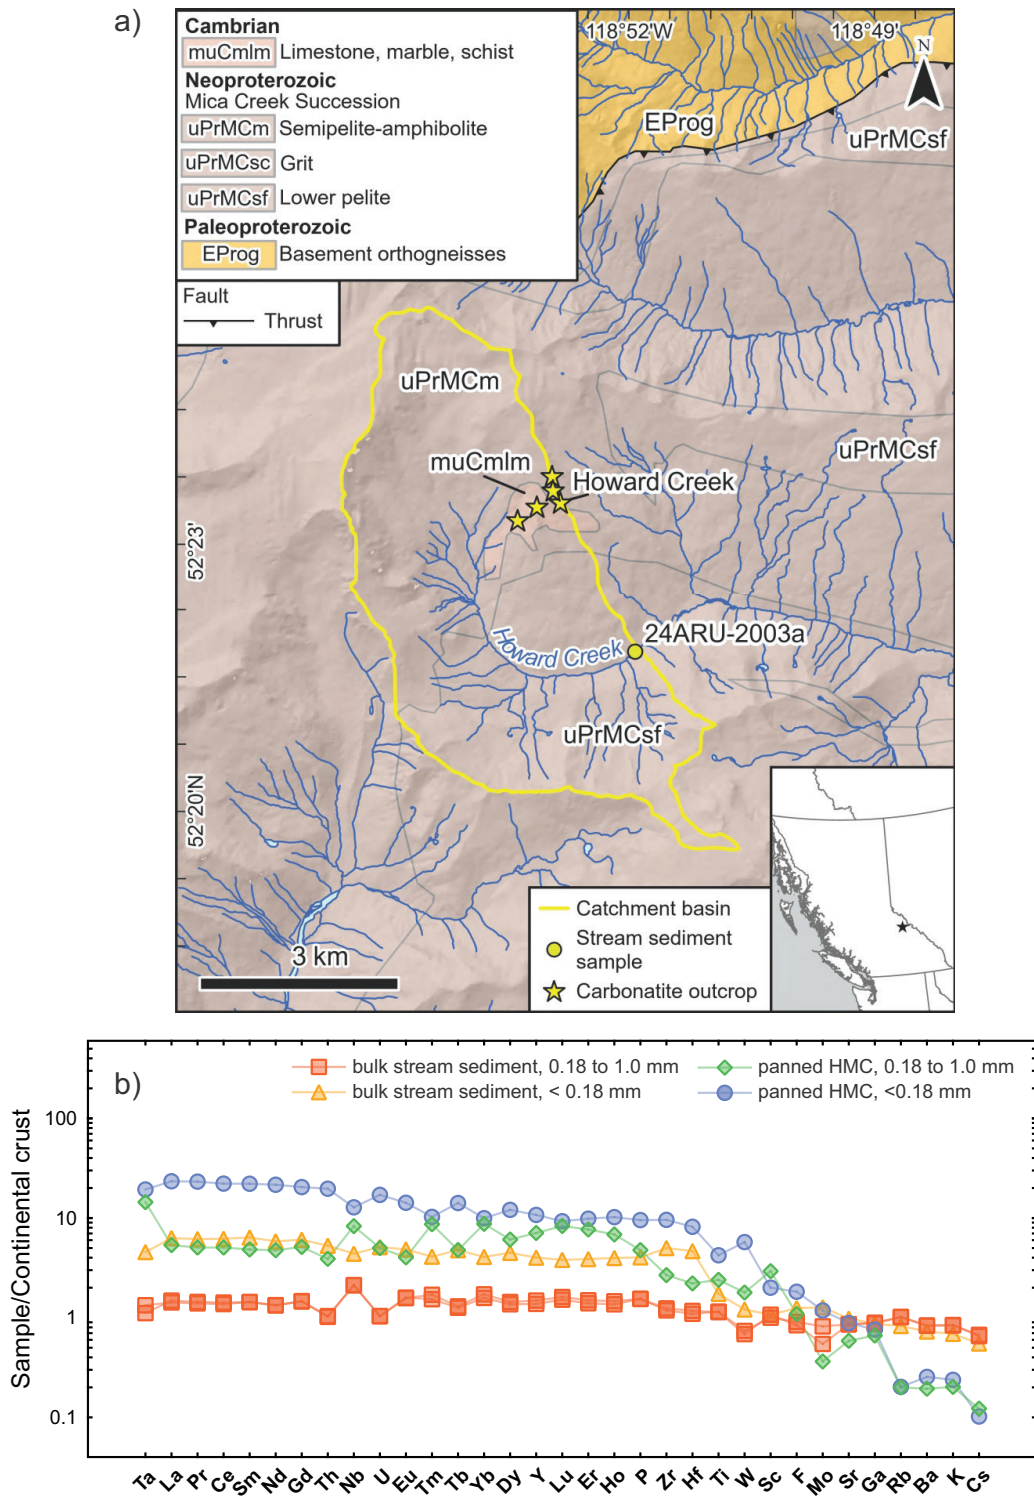 a)
Cambrian
muCmlm Limestone, marble, schist
Neoproterozoic
Mica Creek Succession
uPrMCm Semipelite-amphibolite
uPrMCsc Grit
uPrMCsf Lower pelite
Paleoproterozoic
EProg Basement orthogneisses
Fault
Thrust
118°52'W
118°49'
N
EProg
uPrMCsf
uPrMCm
uPrMCsf
muCmlm
Howard Creek
52°23'
24ARU-2003a
Howard Creek
uPrMCsf
52°20'N
3 km
Catchment basin
Stream sediment
sample
Carbonatite outcrop
b)
bulk stream sediment, 0.18 to 1.0 mm
panned HMC, 0.18 to 1.0 mm
bulk stream sediment, < 0.18 mm
panned HMC, <0.18 mm
Sample/Continental crust
100
10
1
0.1
Ta La Pr Ce Sm Nd Gd Th Nb U Eu Tm Tb Yb Dy Y Lu Er Ho P Zr Hf Ti W Sc F Mo Sr Ga Rb Ba K Cs